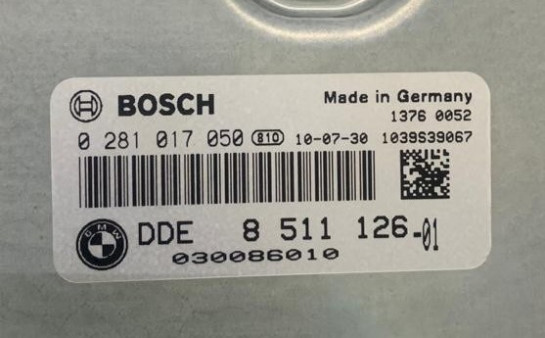 BOSCH
Made in Germany
1376 0052
0 281 017 050 810 10-07-30 1039S39067
BMW
DDE 8 511 126-01
030086010